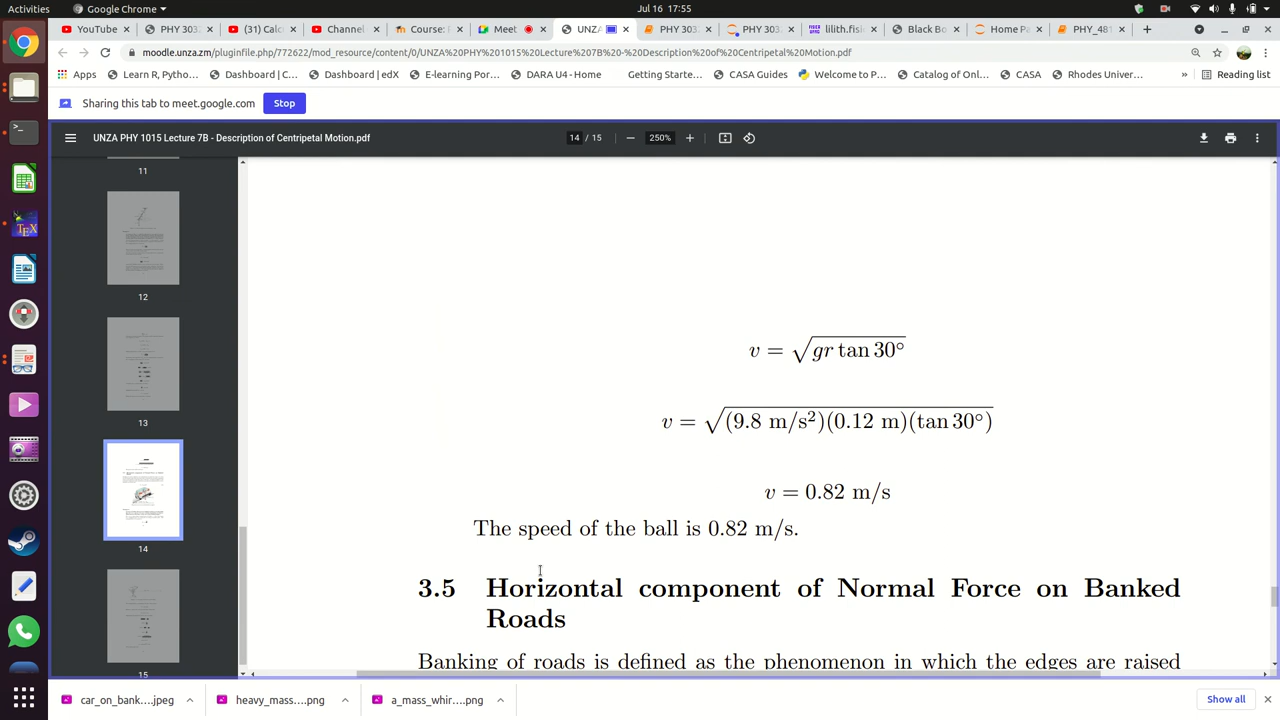 Activities
Google Chrome
Jul 16 17:55
YouTube
PHY 303
(31) Calc
Channel
Course:
Meet
UNZA
PHY 303
PHY 303
lilith.fisic
Black Bo
Home Pa
PHY_481
moodle.unza.zm/pluginfile.php/772622/mod_resource/content/0/UNZA%20PHY%201015%20Lecture%207B%20-%20Description%20of%20Centripetal%20Motion.pdf
Apps
Learn R, Pytho...
Dashboard | C...
Dashboard | edX
E-learning Por...
DARA U4 - Home
Getting Starte...
CASA Guides
Welcome to P...
Catalog of Onl...
CASA
Rhodes Univer...
»
Reading list
Sharing this tab to meet.google.com
Stop
UNZA PHY 1015 Lecture 7B - Description of Centripetal Motion.pdf
14 / 15
250%
11
12
13
14
15
v = √(gr tan 30°)
v = √((9.8 m/s²)(0.12 m)(tan 30°))
v = 0.82 m/s
The speed of the ball is 0.82 m/s.
3.5 Horizontal component of Normal Force on Banked
Roads
Banking of roads is defined as the phenomenon in which the edges are raised
car_on_bank....jpeg
heavy_mass....png
a_mass_whir....png
Show all